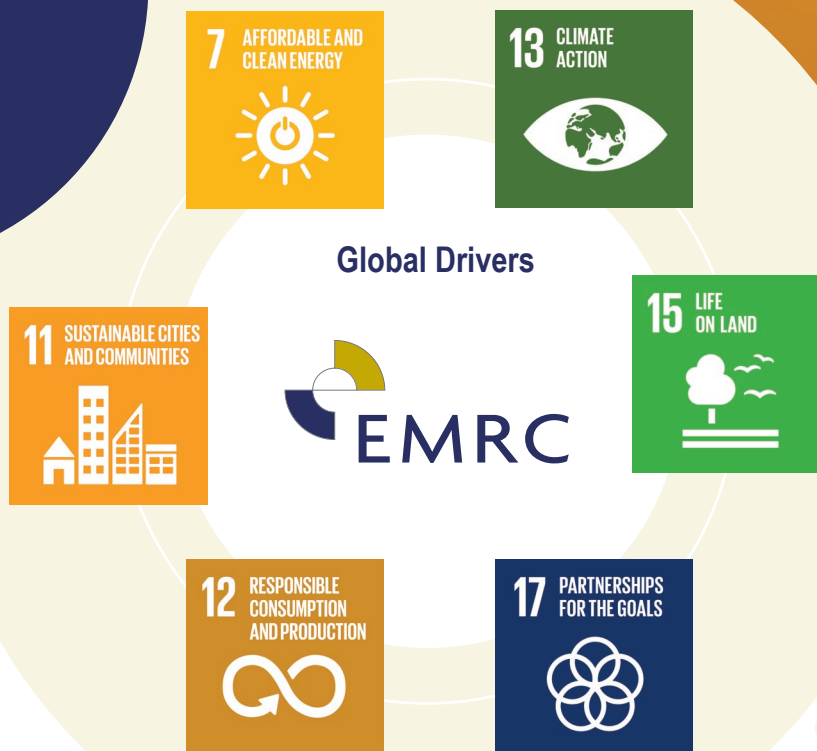 7 AFFORDABLE AND
CLEAN ENERGY
13 CLIMATE
ACTION
Global Drivers
11 SUSTAINABLE CITIES
AND COMMUNITIES
EMRC
15 LIFE
ON LAND
12 RESPONSIBLE
CONSUMPTION
AND PRODUCTION
17 PARTNERSHIPS
FOR THE GOALS